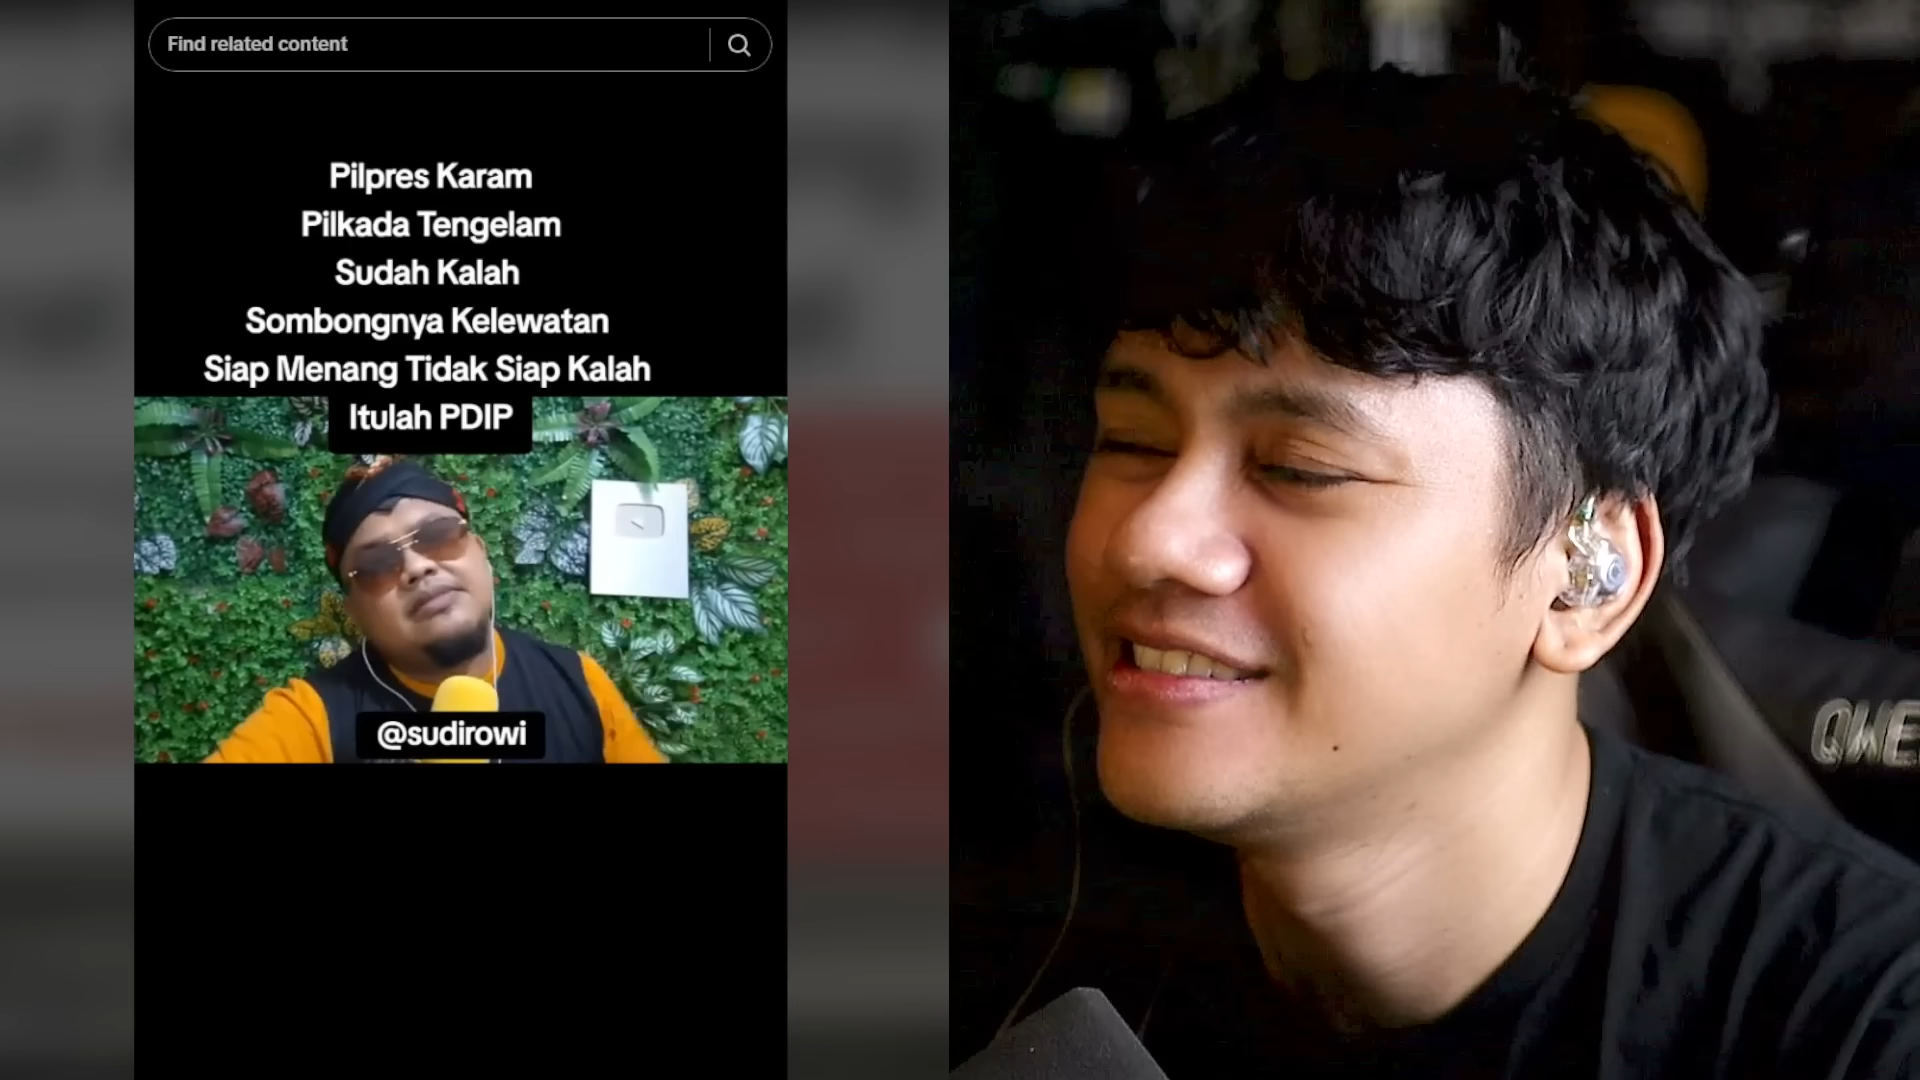 Find related content
Pilpres Karam
Pilkada Tengelam
Sudah Kalah
Sombongnya Kelewatan
Siap Menang Tidak Siap Kalah
Itulah PDIP
@sudirowi